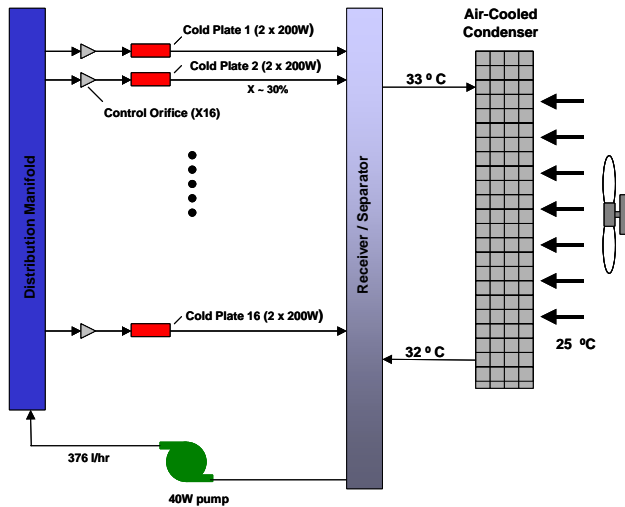 Air-Cooled
Condenser
Cold Plate 1 (2 x 200W)
Cold Plate 2 (2 x 200W)
X ~ 30%
Control Orifice (X16)
33 º C
Distribution Manifold
Receiver / Separator
Cold Plate 16 (2 x 200W)
32 º C
25 ºC
376 l/hr
40W pump